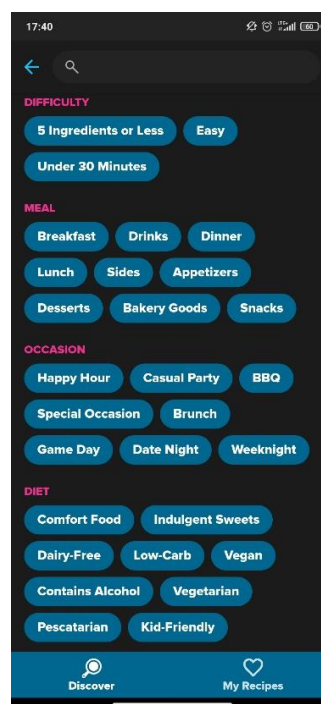 17:40 LTE+ 60
DIFFICULTY
5 Ingredients or Less Easy
Under 30 Minutes
MEAL
Breakfast Drinks Dinner
Lunch Sides Appetizers
Desserts Bakery Goods Snacks
OCCASION
Happy Hour Casual Party BBQ
Special Occasion Brunch
Game Day Date Night Weeknight
DIET
Comfort Food Indulgent Sweets
Dairy-Free Low-Carb Vegan
Contains Alcohol Vegetarian
Pescatarian Kid-Friendly
Discover My Recipes